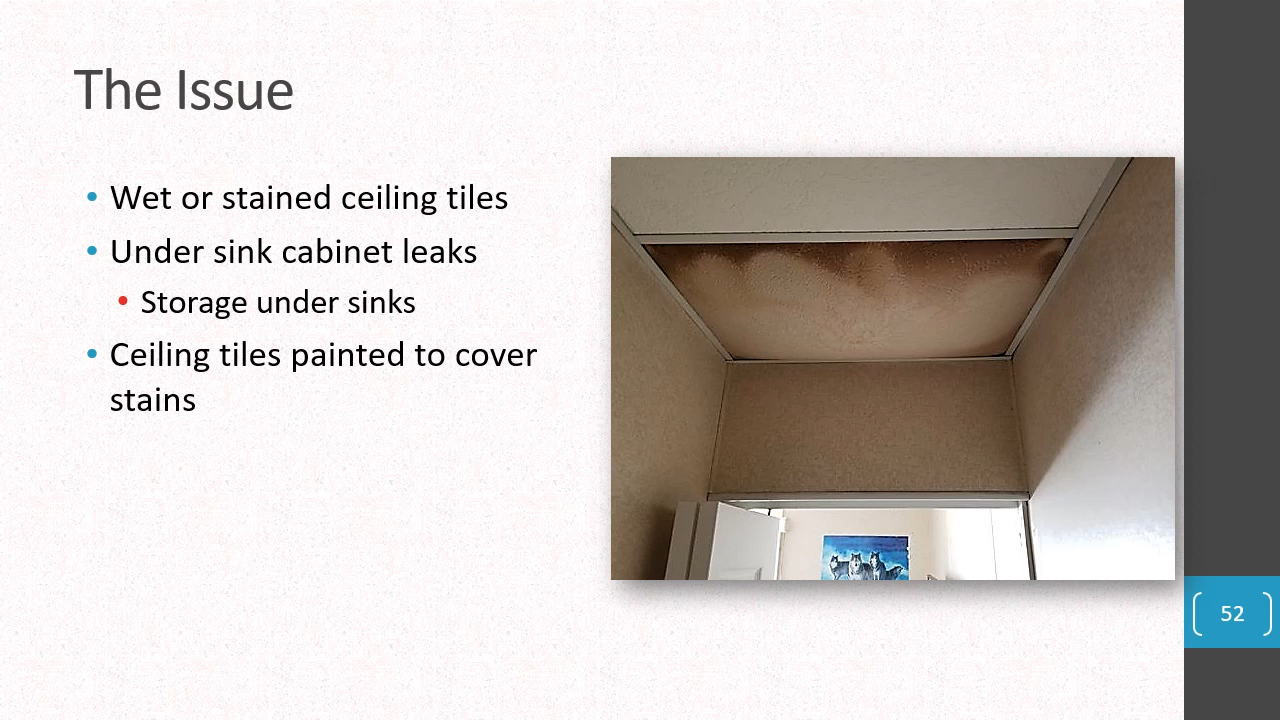 The Issue
• Wet or stained ceiling tiles
• Under sink cabinet leaks
• Storage under sinks
• Ceiling tiles painted to cover
stains
52